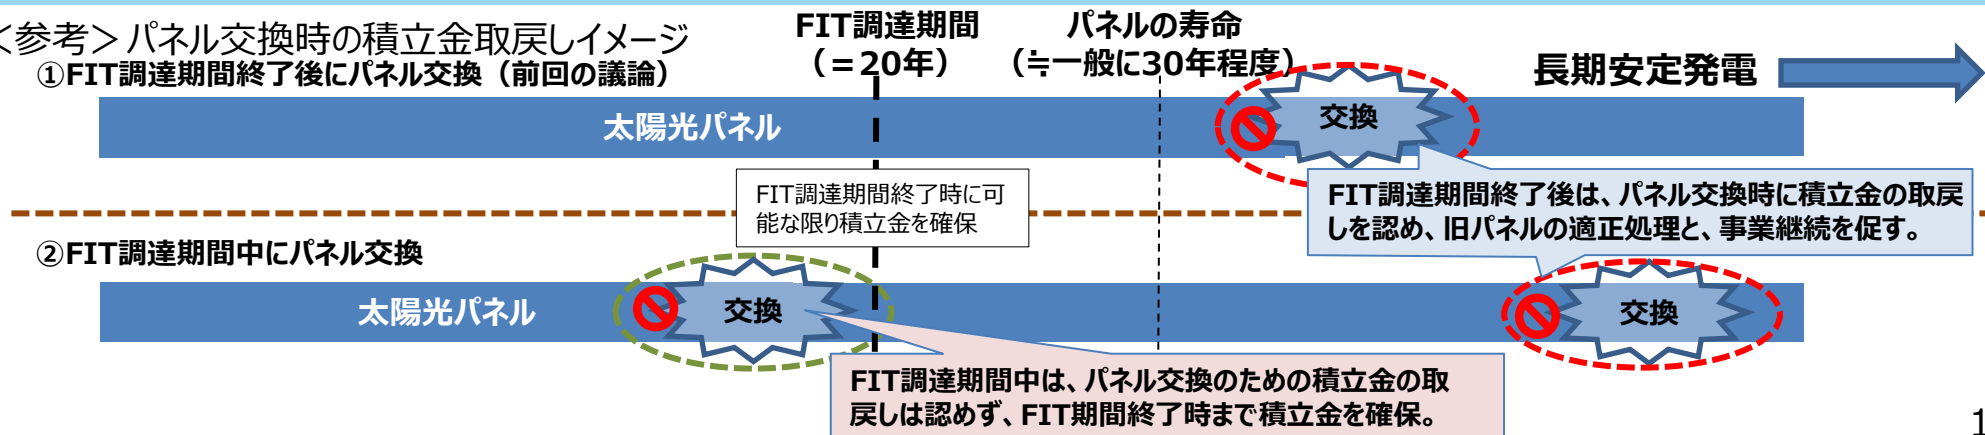 <参考>パネル交換時の積立金取戻しイメージ
①FIT調達期間終了後にパネル交換（前回の議論）
FIT調達期間
（＝20年）
パネルの寿命
（≒一般に30年程度）
長期安定発電
太陽光パネル
交換
FIT調達期間終了時に可
能な限り積立金を確保
FIT調達期間終了後は、パネル交換時に積立金の取戻
しを認め、旧パネルの適正処理と、事業継続を促す。
②FIT調達期間中にパネル交換
太陽光パネル
交換
交換
FIT調達期間中は、パネル交換のための積立金の取
戻しは認めず、FIT期間終了時まで積立金を確保。
1